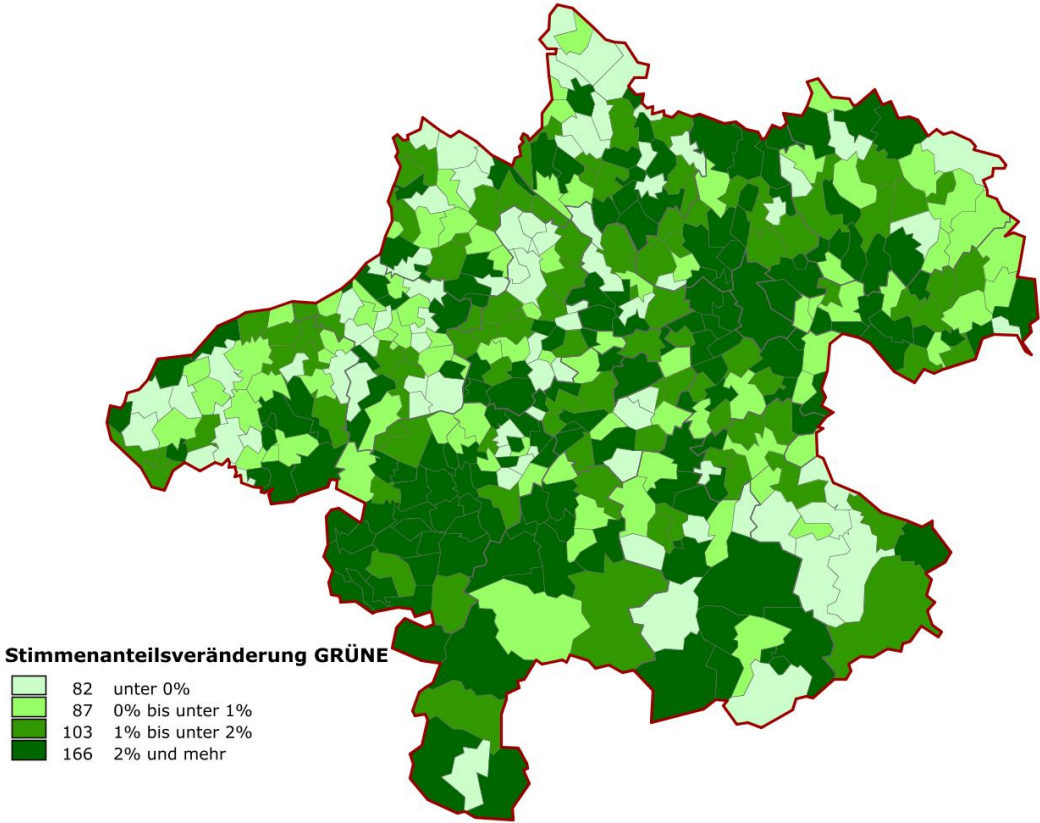 Stimmenanteilsveränderung GRÜNE
82 unter 0%
87 0% bis unter 1%
103 1% bis unter 2%
166 2% und mehr